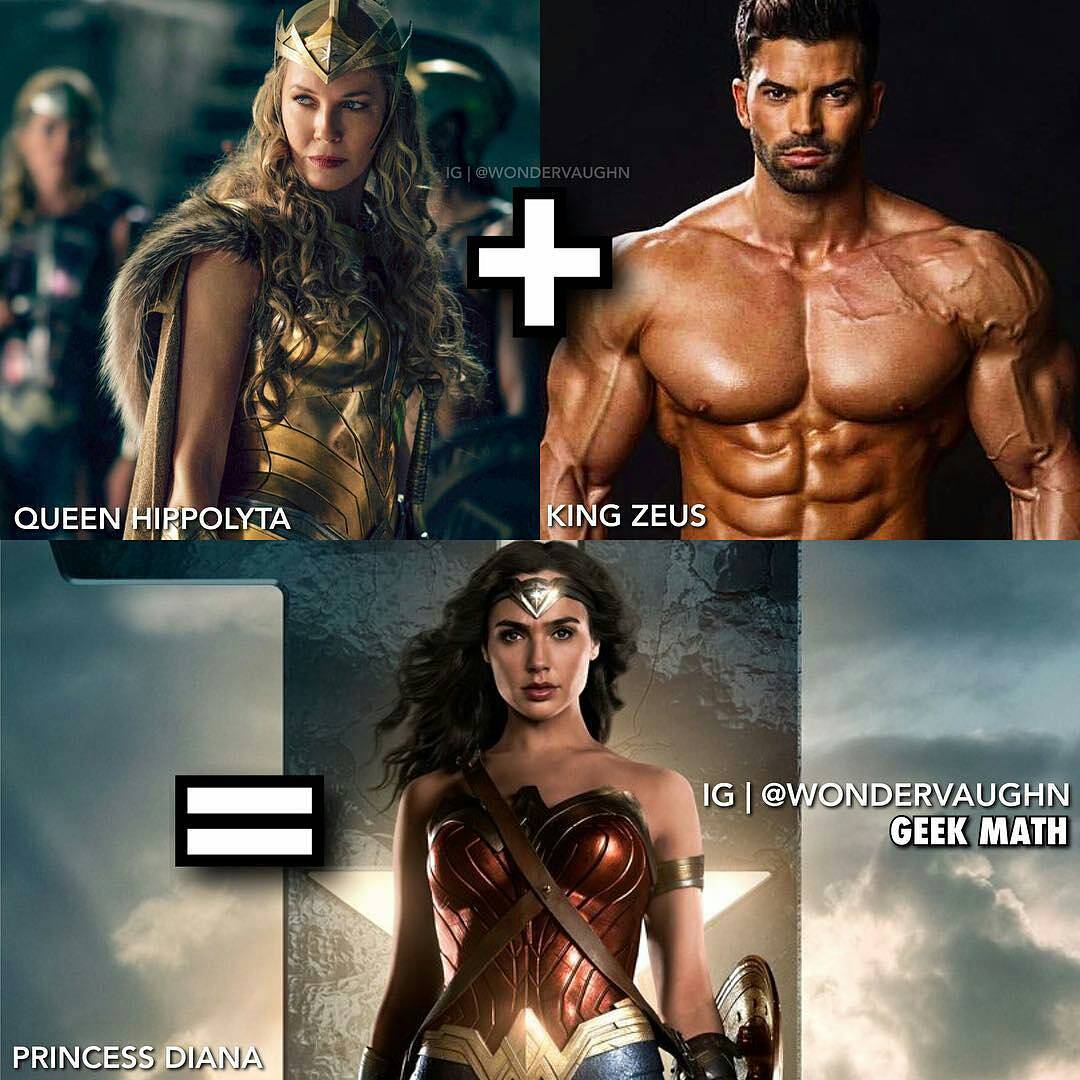 IG | @WONDERVAUGHN
QUEEN HIPPOLYTA
KING ZEUS
IG | @WONDERVAUGHN
GEEK MATH
PRINCESS DIANA